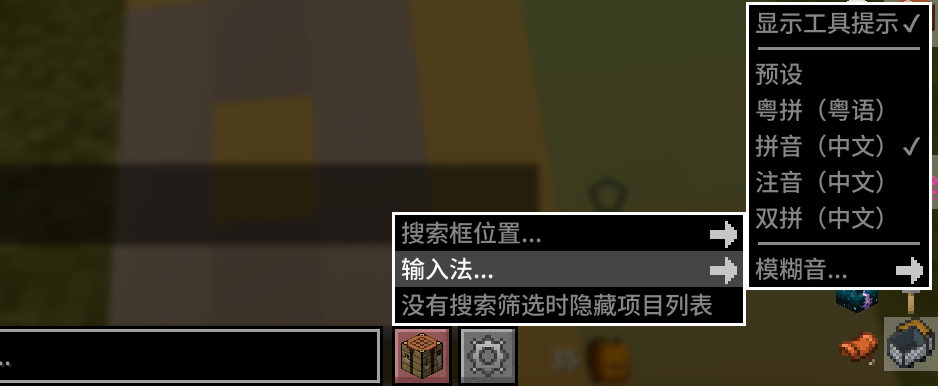 显示工具提示✓
预设
粤拼（粤语）
拼音（中文）✓
注音（中文）
双拼（中文）
模糊音...
搜索框位置...
输入法...
没有搜索筛选时隐藏项目列表
..